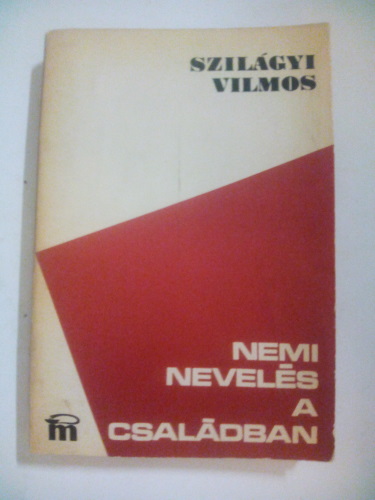 SZILÁGYI
VILMOS
NEMI
NEVELÉS
A
CSALÁDBAN
m